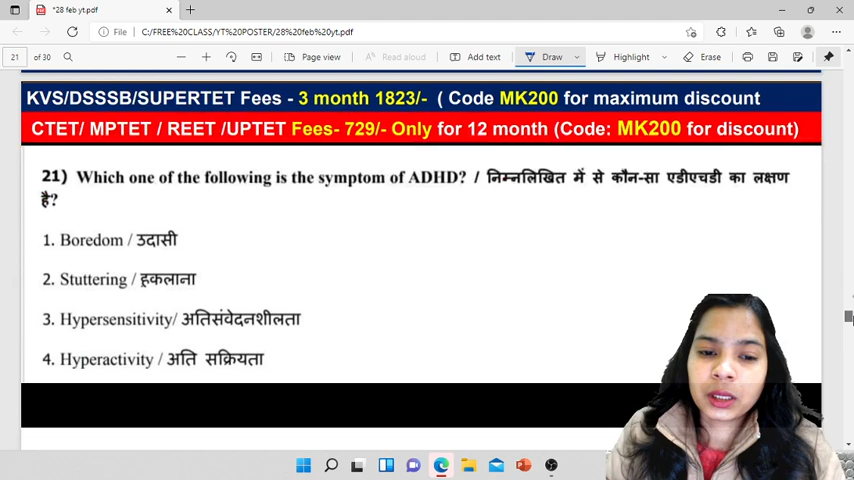 *28 feb yt.pdf
File
C:/FREE%20CLASS/YT%20POSTER/28%20feb%20yt.pdf
21 of 30
Page view
Read aloud
Add text
Draw
Highlight
Erase
KVS/DSSSB/SUPERTET Fees - 3 month 1823/- ( Code MK200 for maximum discount
CTET/ MPTET / REET /UPTET Fees- 729/- Only for 12 month (Code: MK200 for discount)
21) Which one of the following is the symptom of ADHD? / निम्नलिखित में से कौन-सा एडीएचडी का लक्षण
है?
1. Boredom / उदासी
2. Stuttering / हकलाना
3. Hypersensitivity/ अतिसंवेदनशीलता
4. Hyperactivity / अति सक्रियता